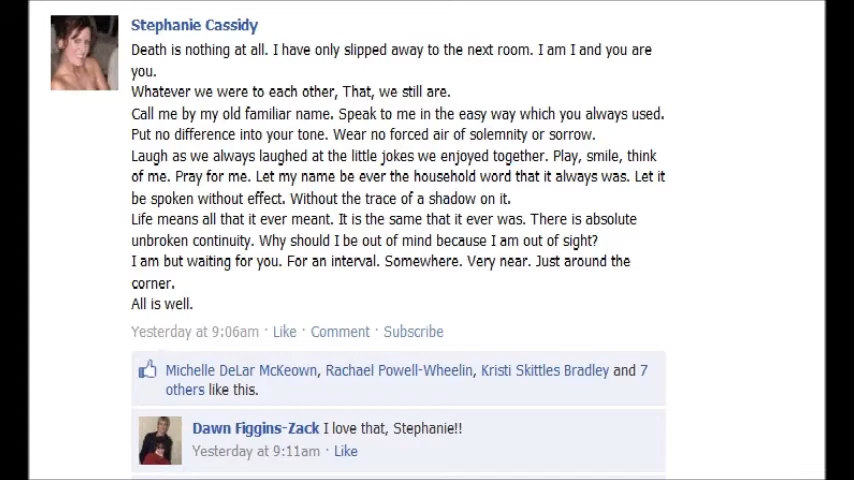 Stephanie Cassidy
Death is nothing at all. I have only slipped away to the next room. I am I and you are
you.
Whatever we were to each other, That, we still are.
Call me by my old familiar name. Speak to me in the easy way which you always used.
Put no difference into your tone. Wear no forced air of solemnity or sorrow.
Laugh as we always laughed at the little jokes we enjoyed together. Play, smile, think
of me. Pray for me. Let my name be ever the household word that it always was. Let it
be spoken without effect. Without the trace of a shadow on it.
Life means all that it ever meant. It is the same that it ever was. There is absolute
unbroken continuity. Why should I be out of mind because I am out of sight?
I am but waiting for you. For an interval. Somewhere. Very near. Just around the
corner.
All is well.
Yesterday at 9:06am · Like · Comment · Subscribe
Michelle DeLar McKeown, Rachael Powell-Wheelin, Kristi Skittles Bradley and 7
others like this.
Dawn Figgins-Zack I love that, Stephanie!!
Yesterday at 9:11am · Like